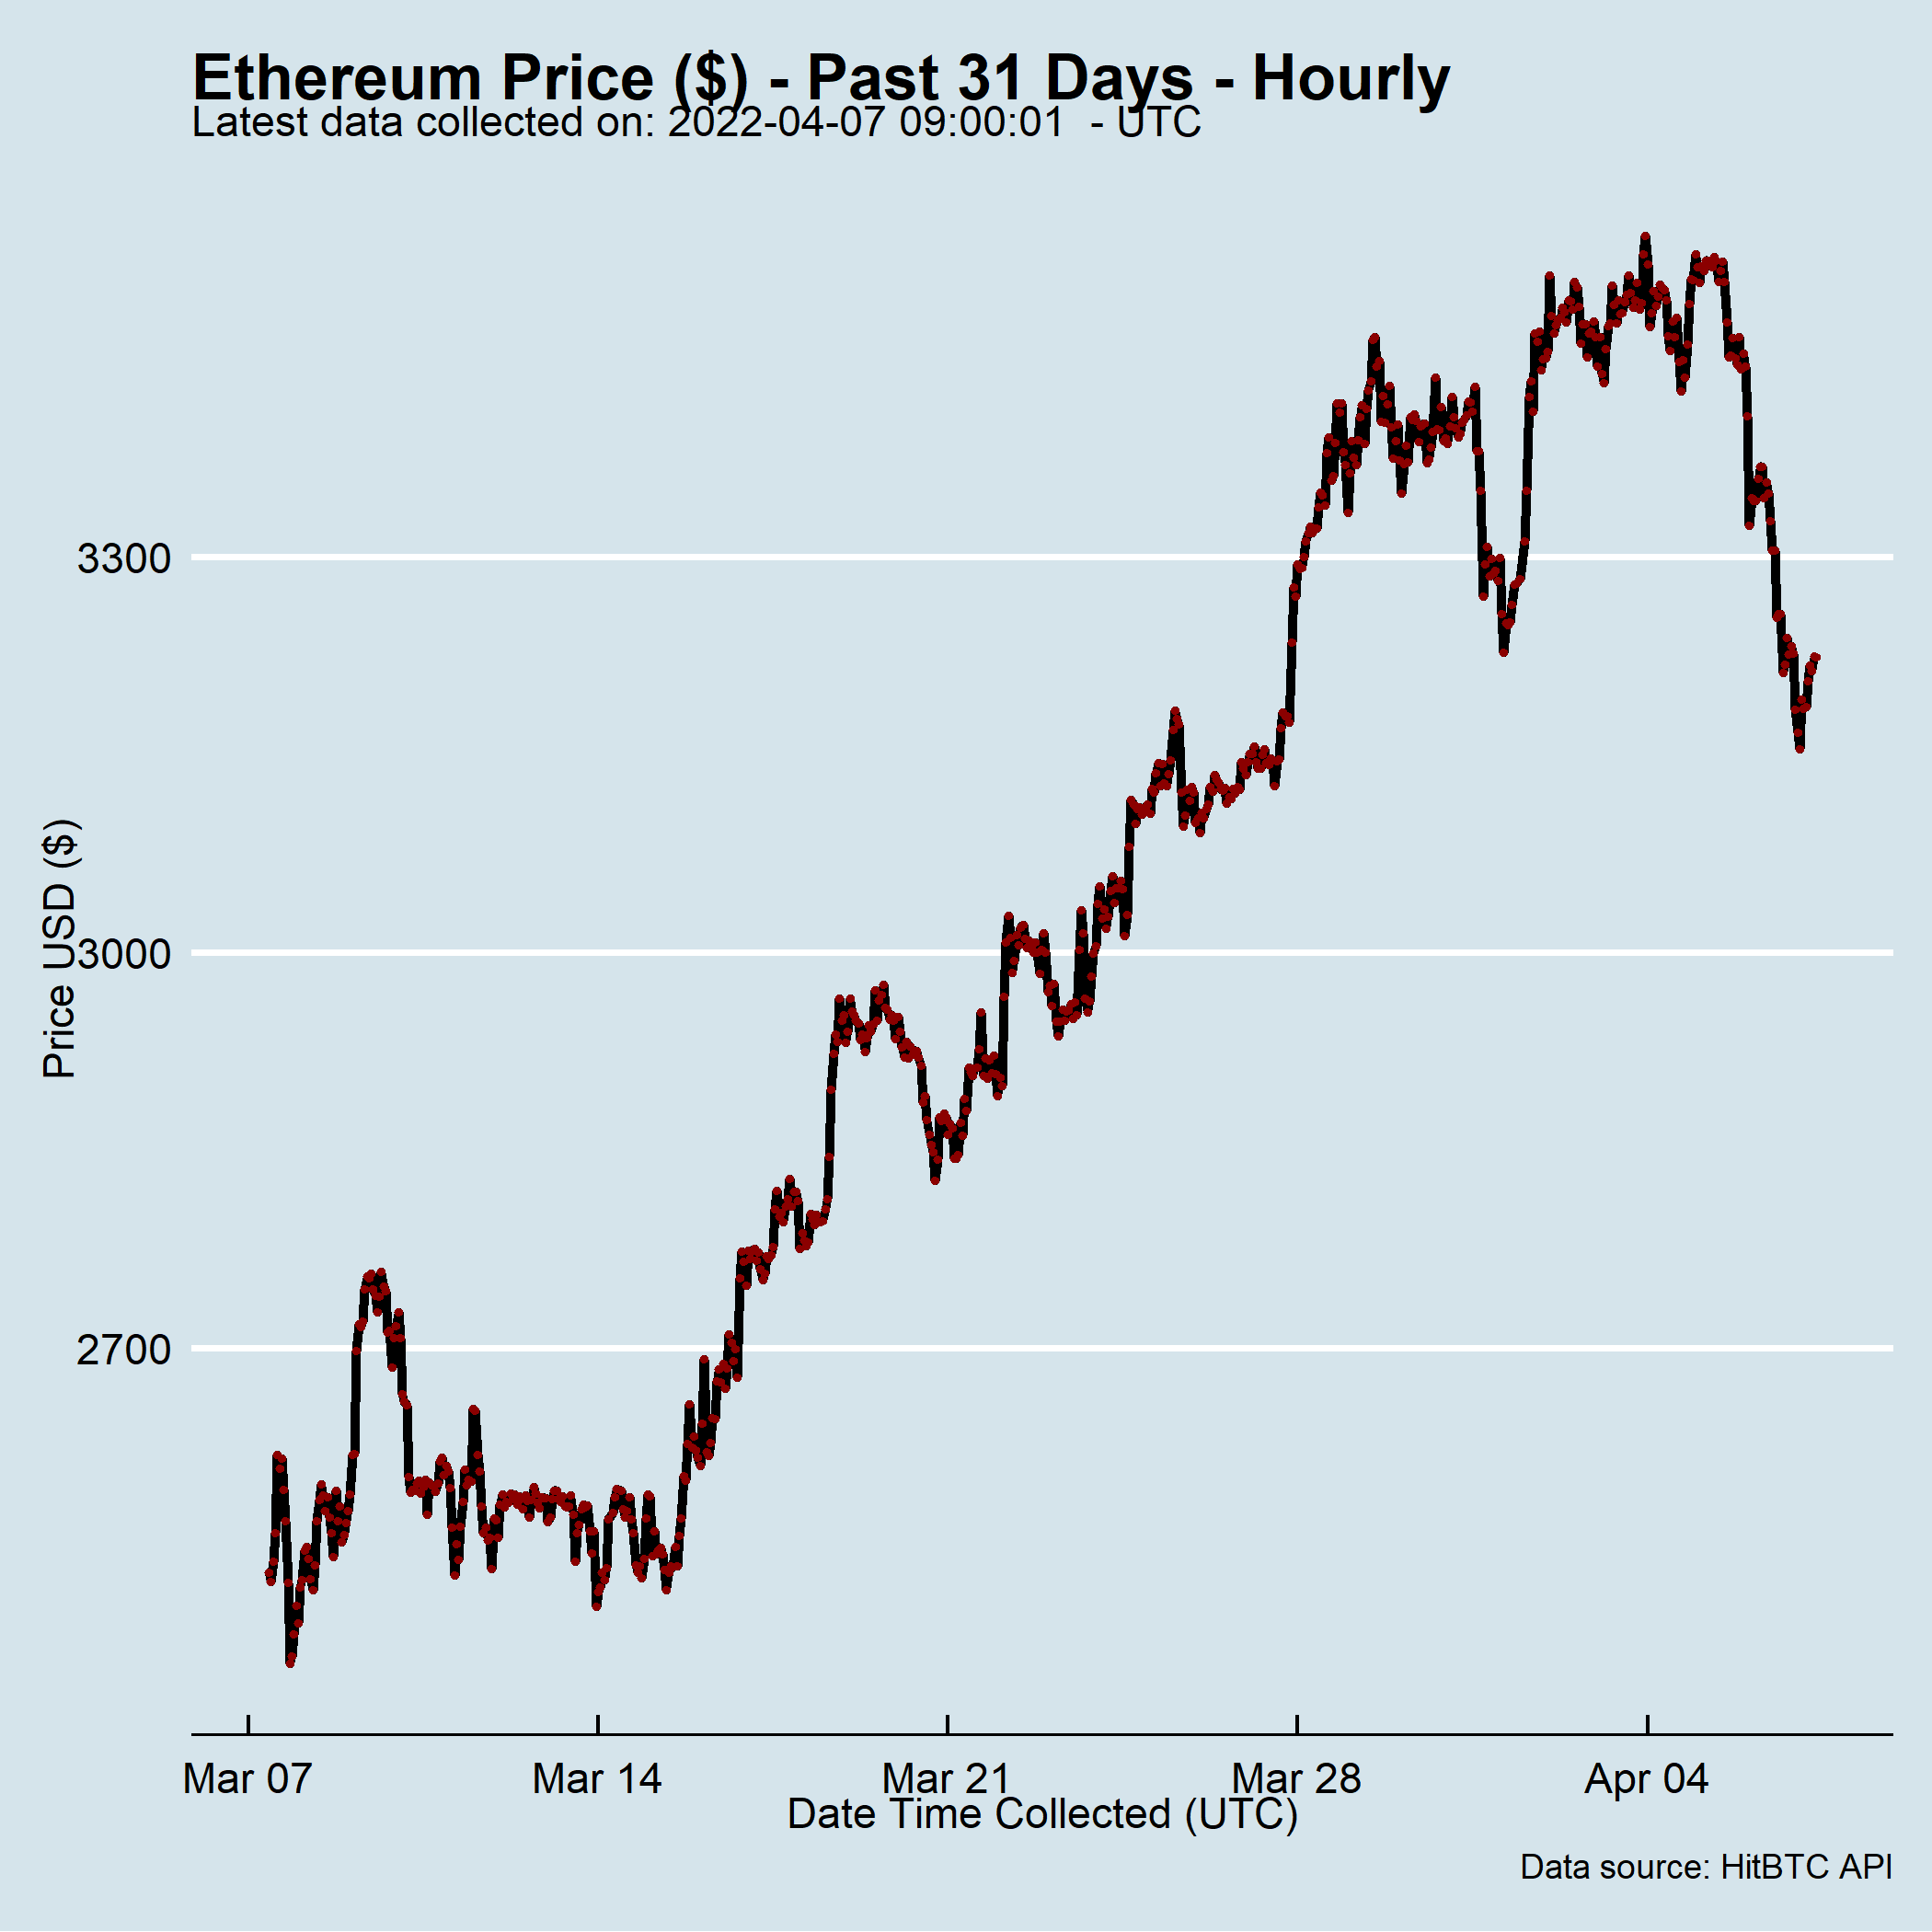 Ethereum Price ($) - Past 31 Days - Hourly
Latest data collected on: 2022-04-07 09:00:01  - UTC
Price USD ($)
3300
3000
2700
Mar 07 Mar 14 Mar 21 Mar 28 Apr 04
Date Time Collected (UTC)
Data source: HitBTC API